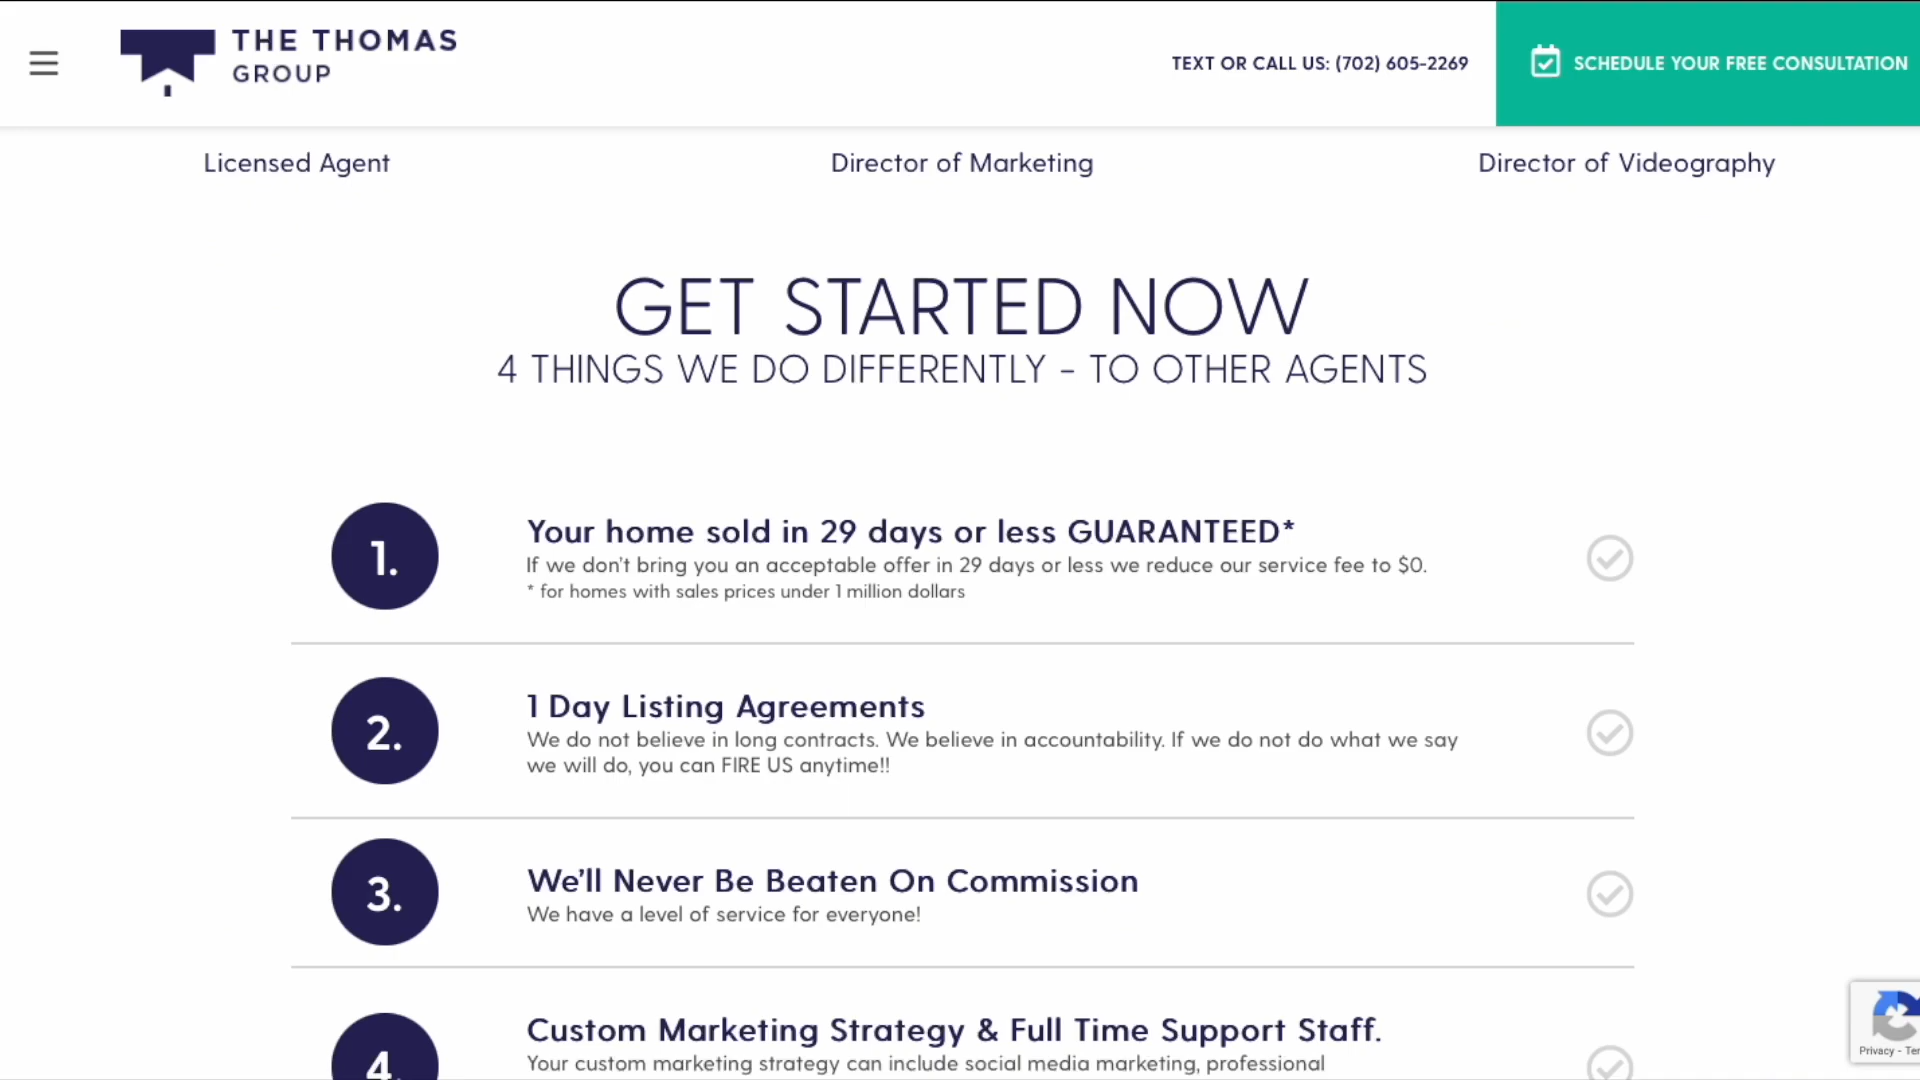 THE THOMAS
GROUP
TEXT OR CALL US: (702) 605-2269
SCHEDULE YOUR FREE CONSULTATION
Licensed Agent
Director of Marketing
Director of Videography
GET STARTED NOW
4 THINGS WE DO DIFFERENTLY - TO OTHER AGENTS
1.
Your home sold in 29 days or less GUARANTEED*
If we don't bring you an acceptable offer in 29 days or less we reduce our service fee to $0.
* for homes with sales prices under 1 million dollars
2.
1 Day Listing Agreements
We do not believe in long contracts. We believe in accountability. If we do not do what we say
we will do, you can FIRE US anytime!!
3.
We'll Never Be Beaten On Commission
We have a level of service for everyone!
4.
Custom Marketing Strategy & Full Time Support Staff.
Your custom marketing strategy can include social media marketing, professional
Privacy -